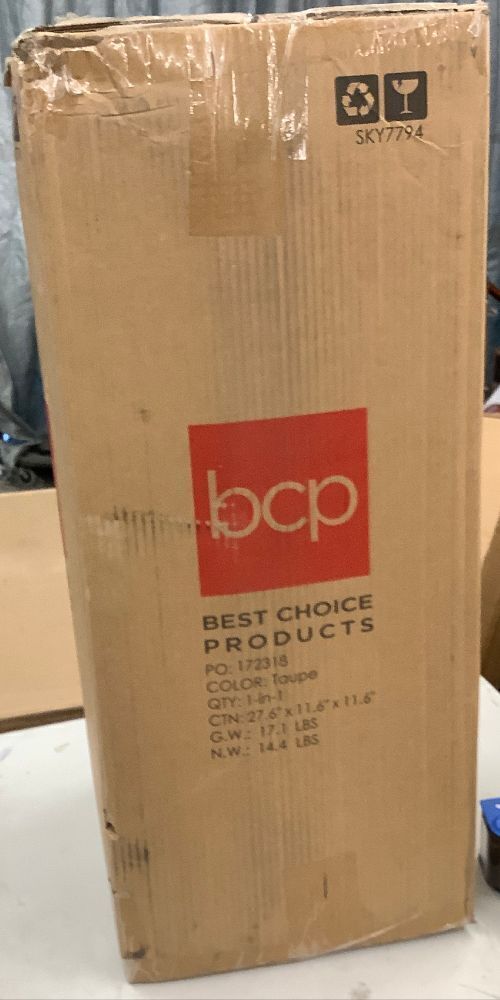 SKY7794
bcp
BEST CHOICE
PRODUCTS
PO: 172318
COLOR: Taupe
QTY: 1-in-1
CTN: 27.6" x 11.6" x 11.6"
G.W.: 17.1 LBS
N.W.: 14.4 LBS